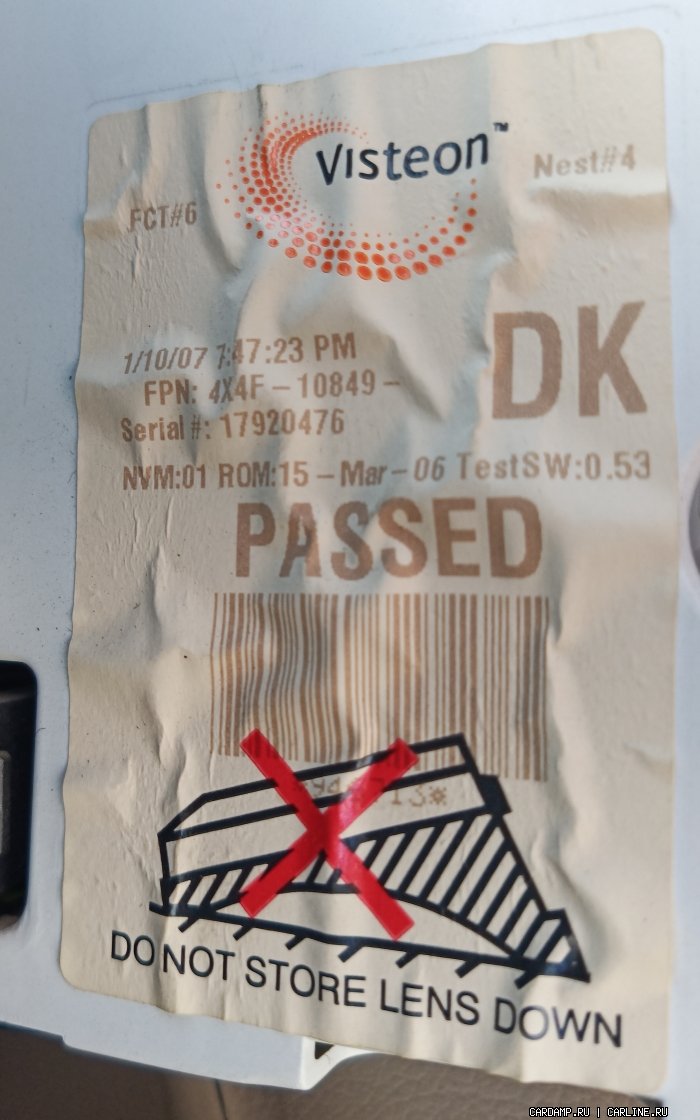 Visteon™
Nest#4
FCT#6
DK
1/10/07 7:47:23 PM
FPN: 4X4F-10849-
Serial #: 17920476
NVM:01 ROM:15-Mar-06 TestSW:0.53
PASSED
DO NOT STORE LENS DOWN
CARDAMP.RU | CARLINE.RU